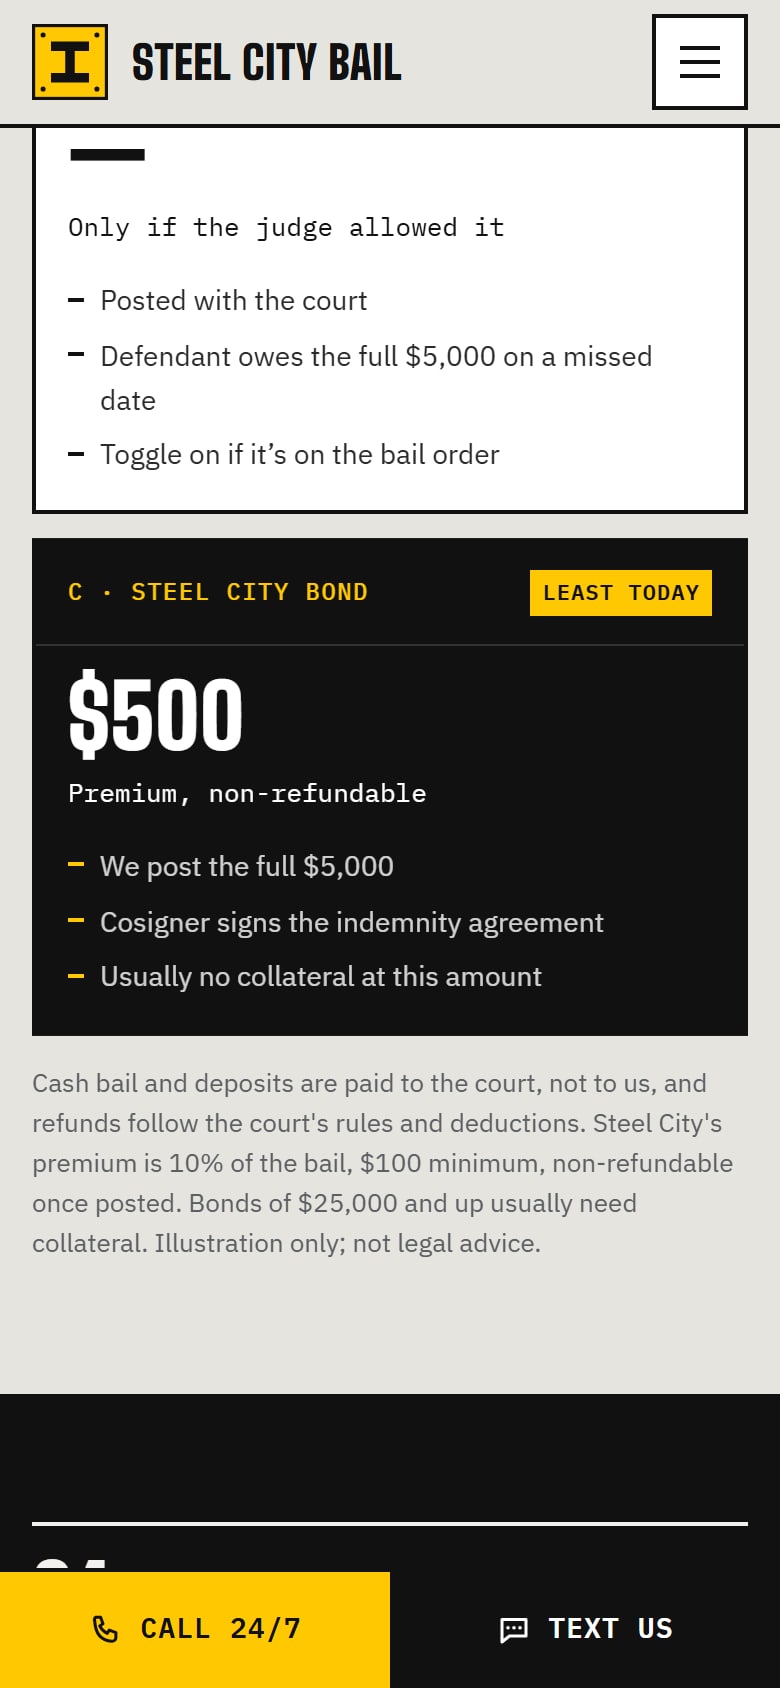 STEEL CITY BAIL
—
Only if the judge allowed it
Posted with the court
Defendant owes the full $5,000 on a missed
date
Toggle on if it’s on the bail order
C · STEEL CITY BOND
LEAST TODAY
$500
Premium, non-refundable
We post the full $5,000
Cosigner signs the indemnity agreement
Usually no collateral at this amount
Cash bail and deposits are paid to the court, not to us, and
refunds follow the court's rules and deductions. Steel City's
premium is 10% of the bail, $100 minimum, non-refundable
once posted. Bonds of $25,000 and up usually need
collateral. Illustration only; not legal advice.
CALL 24/7
TEXT US